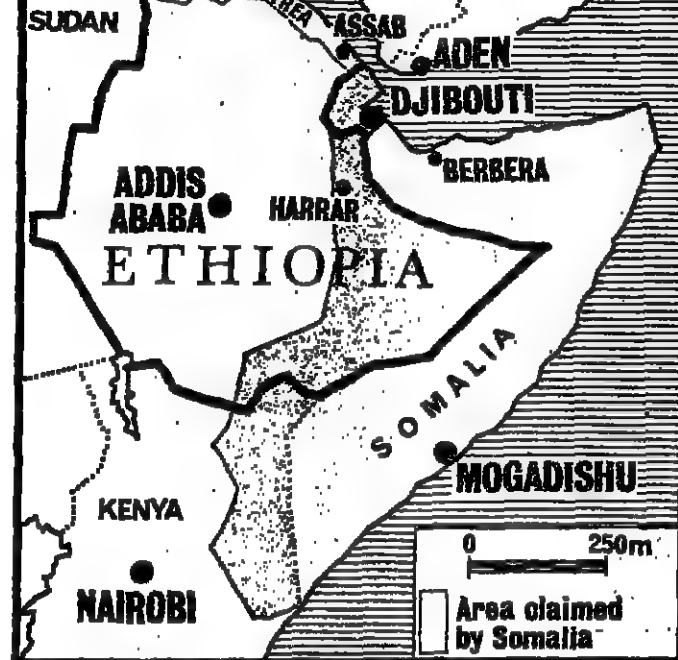 SUDAN
REA
ASSAB
ADEN
DJIBOUTI
BERBERA
ADDIS
ABABA
HARRAR
ETHIOPIA
SOMALIA
MOGADISHU
KENYA
NAIROBI
0 250m
Area claimed
by Somalia